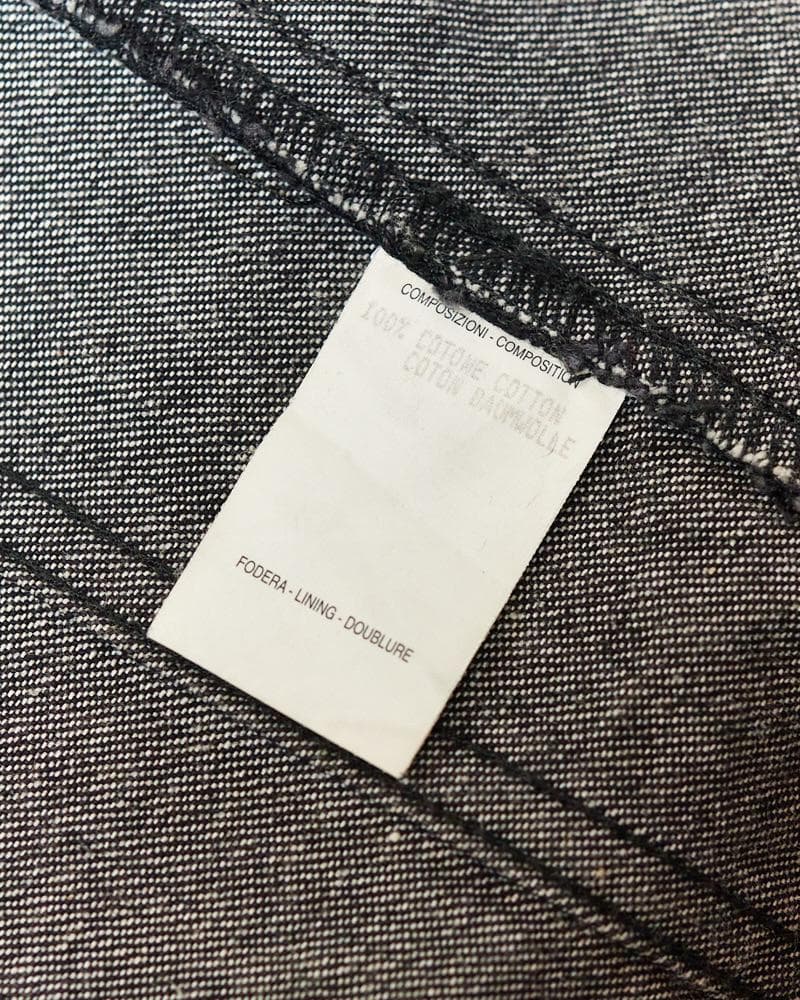 COMPOSIZIONI - COMPOSITION
100% COTONE COTTON
COTON BAUMWOLLE
FODERA - LINING - DOUBLURE